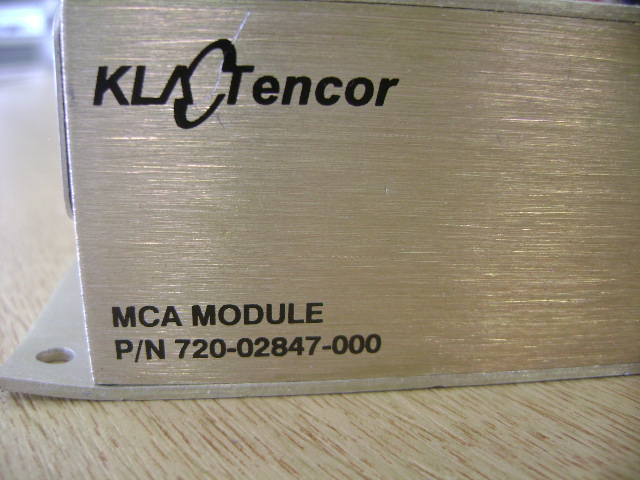 KLA Tencor
MCA MODULE
P/N 720-02847-000